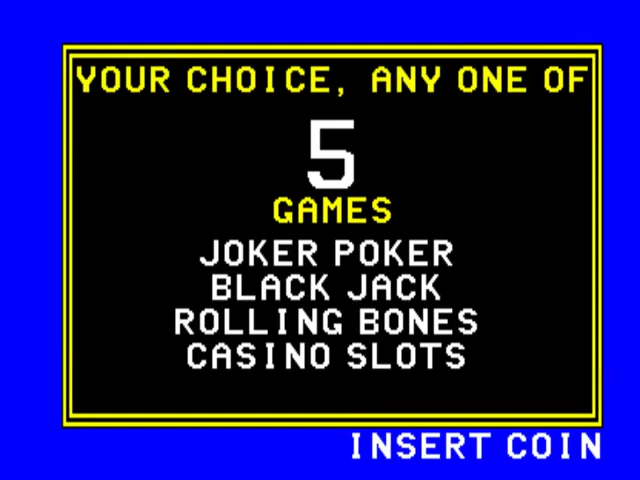 YOUR CHOICE, ANY ONE OF
5
GAMES
JOKER POKER
BLACK JACK
ROLLING BONES
CASINO SLOTS
INSERT COIN